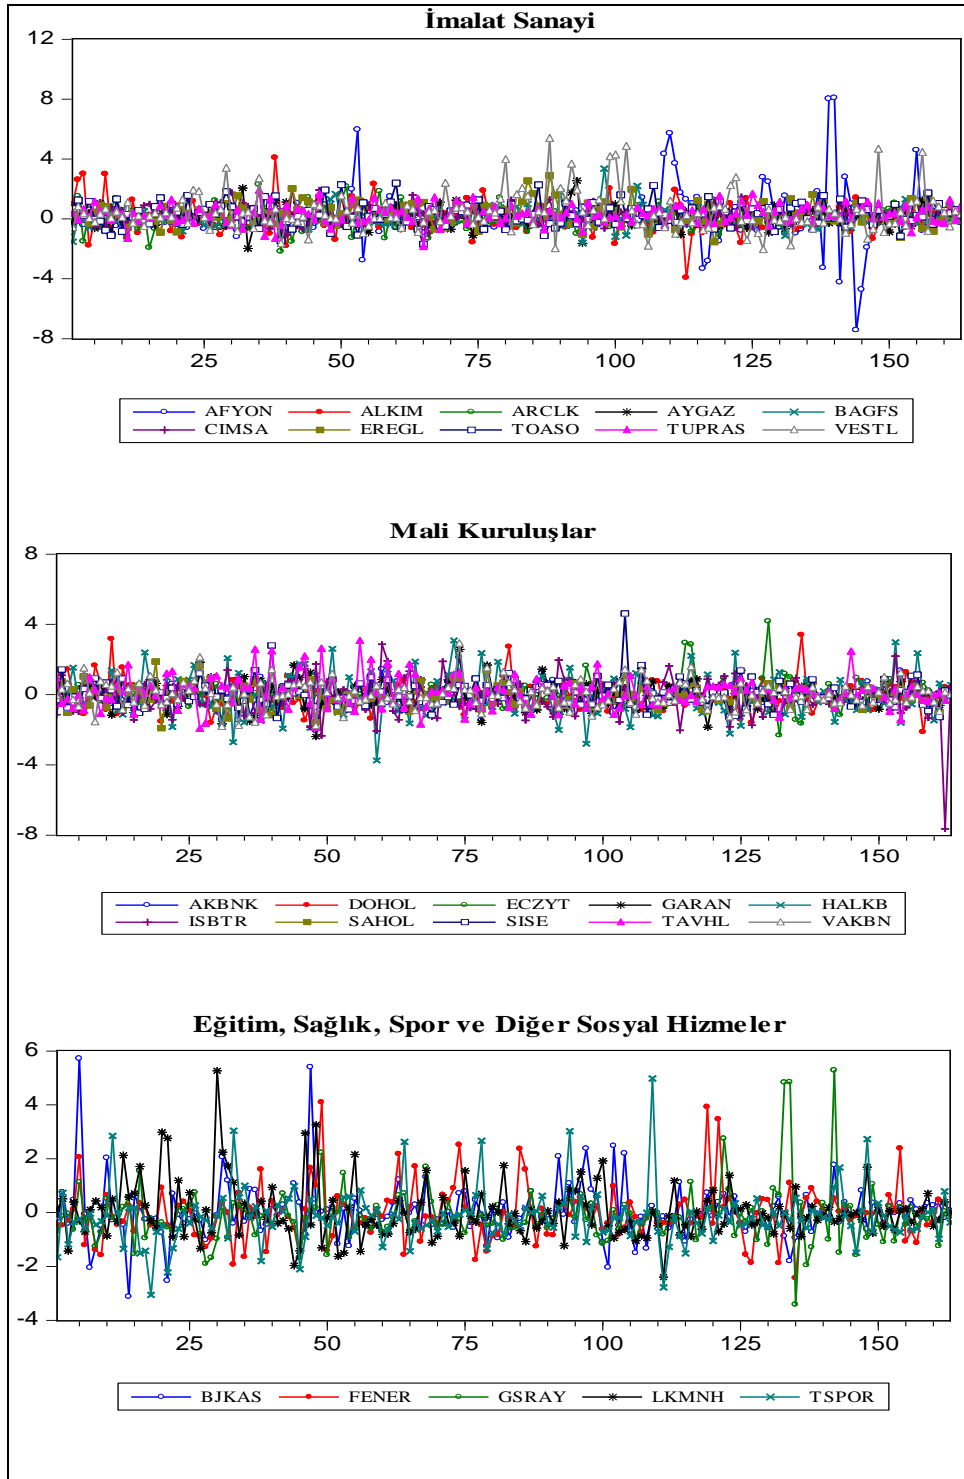 İmalat Sanayi
12
8
4
0
-4
-8
25 50 75 100 125 150
AFYON ALKIM ARCLK AYGAZ BAGFS
CIMSA EREGL TOASO TUPRAS VESTL
Mali Kuruluşlar
8
4
0
-4
-8
25 50 75 100 125 150
AKBNK DOHOL ECZYT GARAN HALKB
ISBTR SAHOL SISE TAVHL VAKBN
Eğitim, Sağlık, Spor ve Diğer Sosyal Hizmeler
6
4
2
0
-2
-4
25 50 75 100 125 150
BJKAS FENER GSRAY LKMNH TSPOR